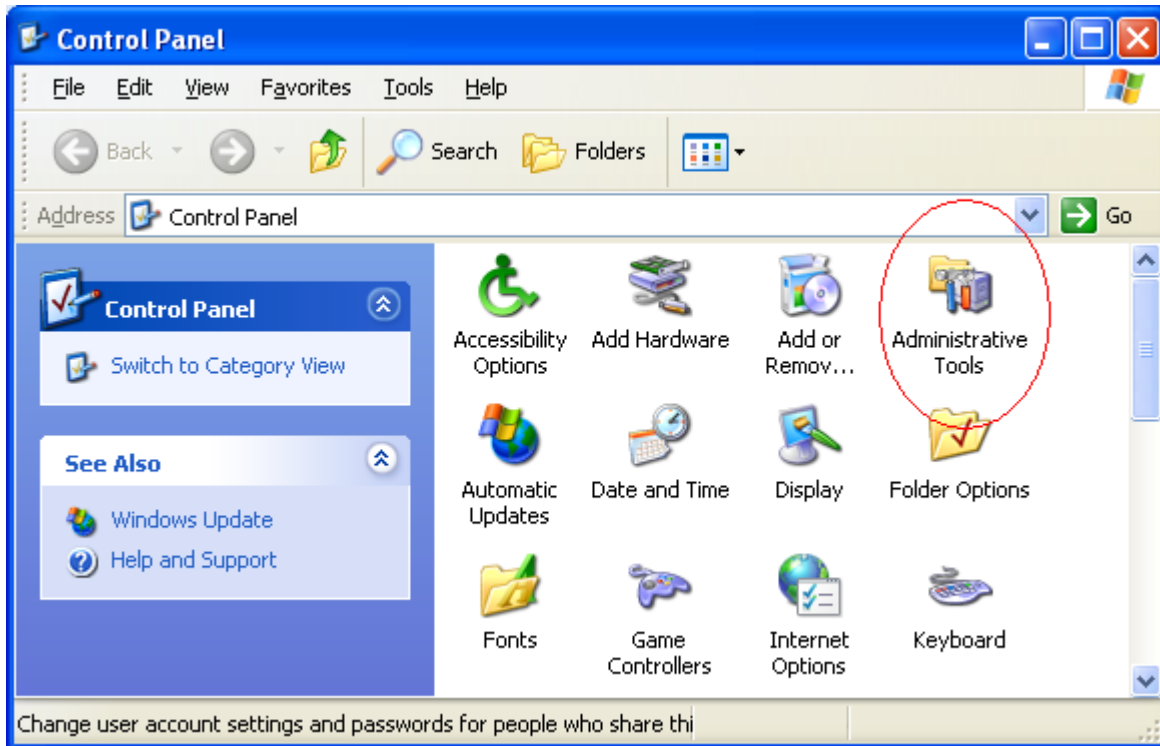 Control Panel
File Edit View Favorites Tools Help
Back Search Folders
Address Control Panel Go
Control Panel
Switch to Category View
See Also
Windows Update
Help and Support
Accessibility Options
Add Hardware
Add or Remov...
Administrative Tools
Automatic Updates
Date and Time
Display
Folder Options
Fonts
Game Controllers
Internet Options
Keyboard
Change user account settings and passwords for people who share thi